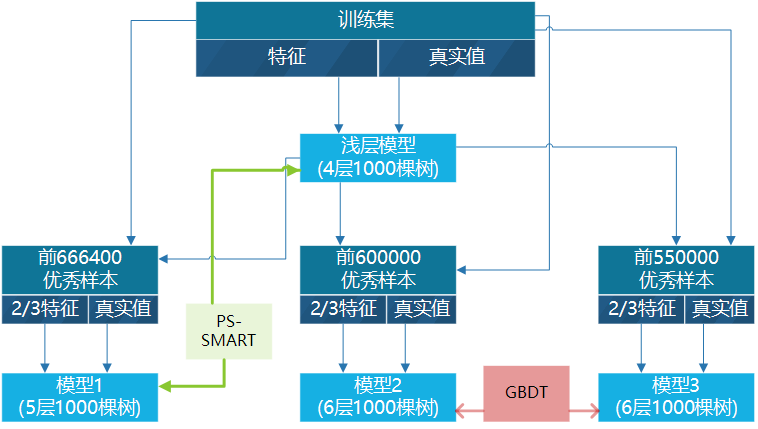 训练集
特征
真实值
浅层模型
(4层1000棵树)
前666400
优秀样本
2/3特征
真实值
前600000
优秀样本
2/3特征
真实值
前550000
优秀样本
2/3特征
真实值
PS-
SMART
模型1
(5层1000棵树)
模型2
(6层1000棵树)
GBDT
模型3
(6层1000棵树)